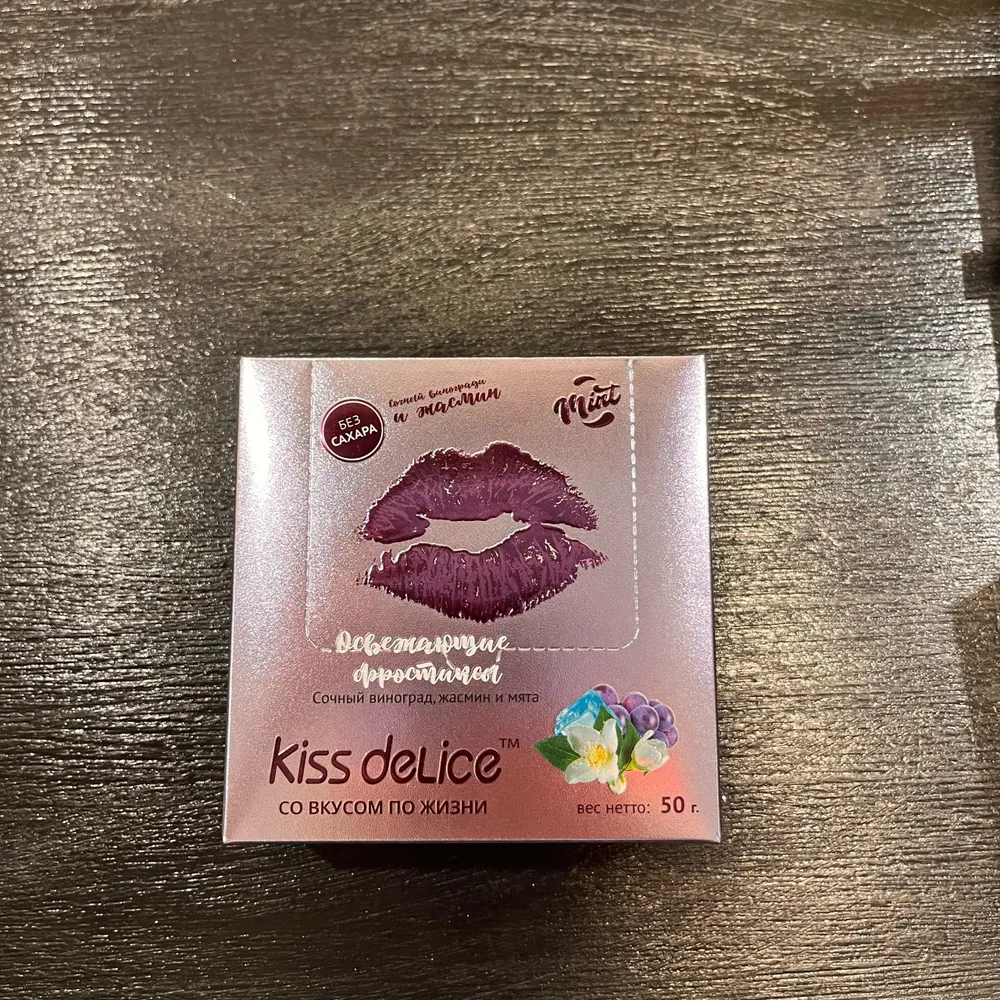 БЕЗ
САХАРА
Сочный виноград
и жасмин
Mint
Освежающие
фростинсы
Сочный виноград, жасмин и мята
Kiss deLice™
СО ВКУСОМ ПО ЖИЗНИ
вес нетто: 50 г.